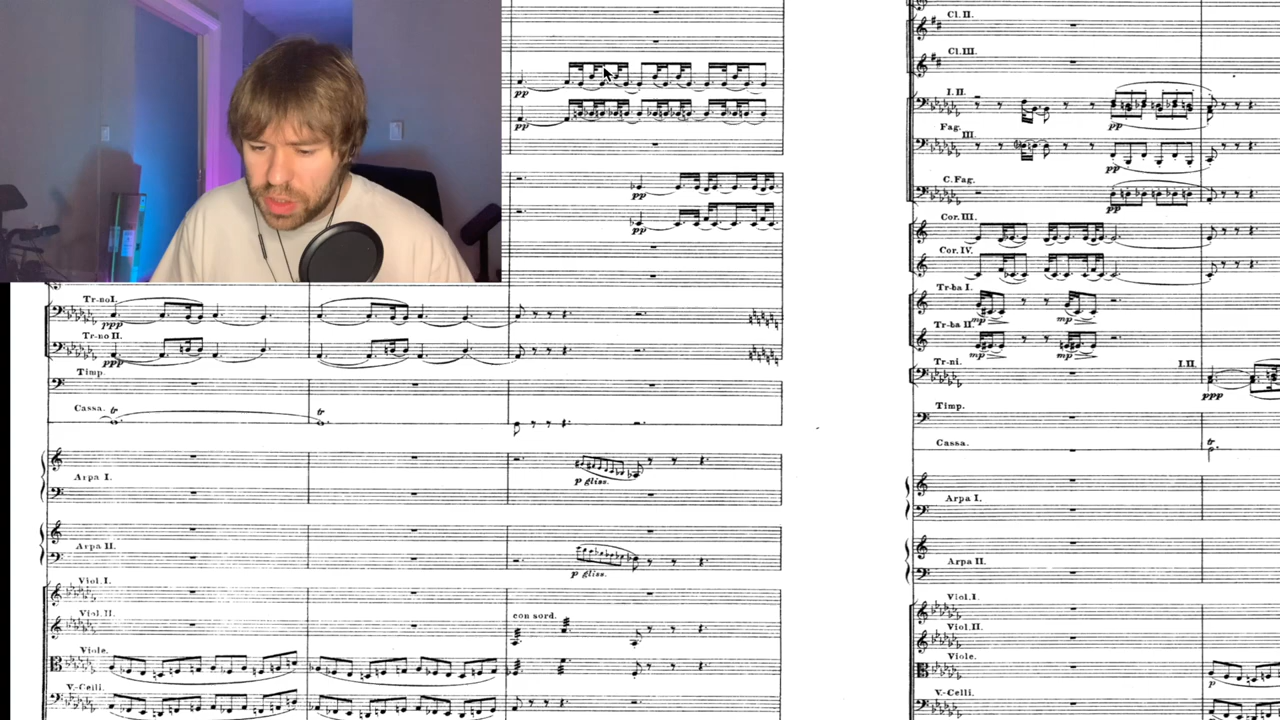 pp
pp
pp
pp
Tr-no I.
ppp
Tr-no II.
ppp
Timp.
Cassa.
tr
tr
Arpa I.
p gliss.
Arpa II.
p gliss.
Viol. I.
Viol. II.
con sord.
Viole.
V.-Celli.
Cl. II.
Cl. III.
I. II.
pp
Fag.
III.
pp
C. Fag.
pp
Cor. III.
Cor. IV.
Tr-ba I.
mp
mp
Tr-ba II.
mp
mp
Tr-ni.
I. II.
ppp
Timp.
Cassa.
tr
Arpa I.
Arpa II.
Viol. I.
Viol. II.
Viole.
p
V.-Celli.